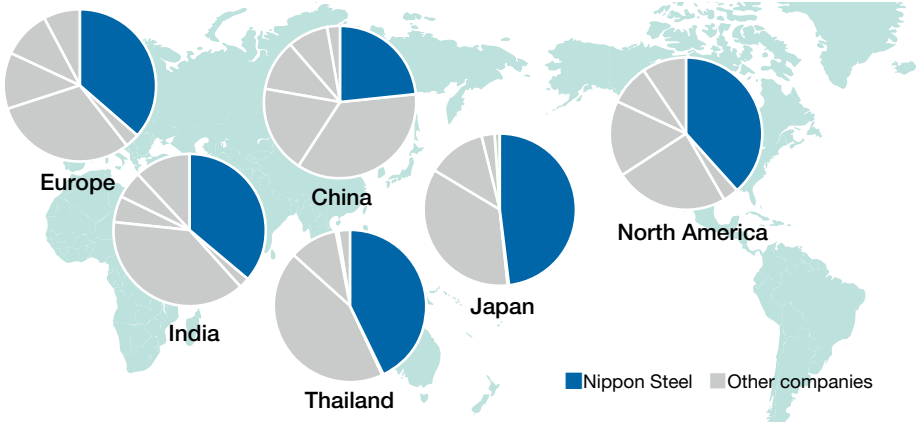 Europe
China
North America
Japan
India
Thailand
Nippon Steel
Other companies